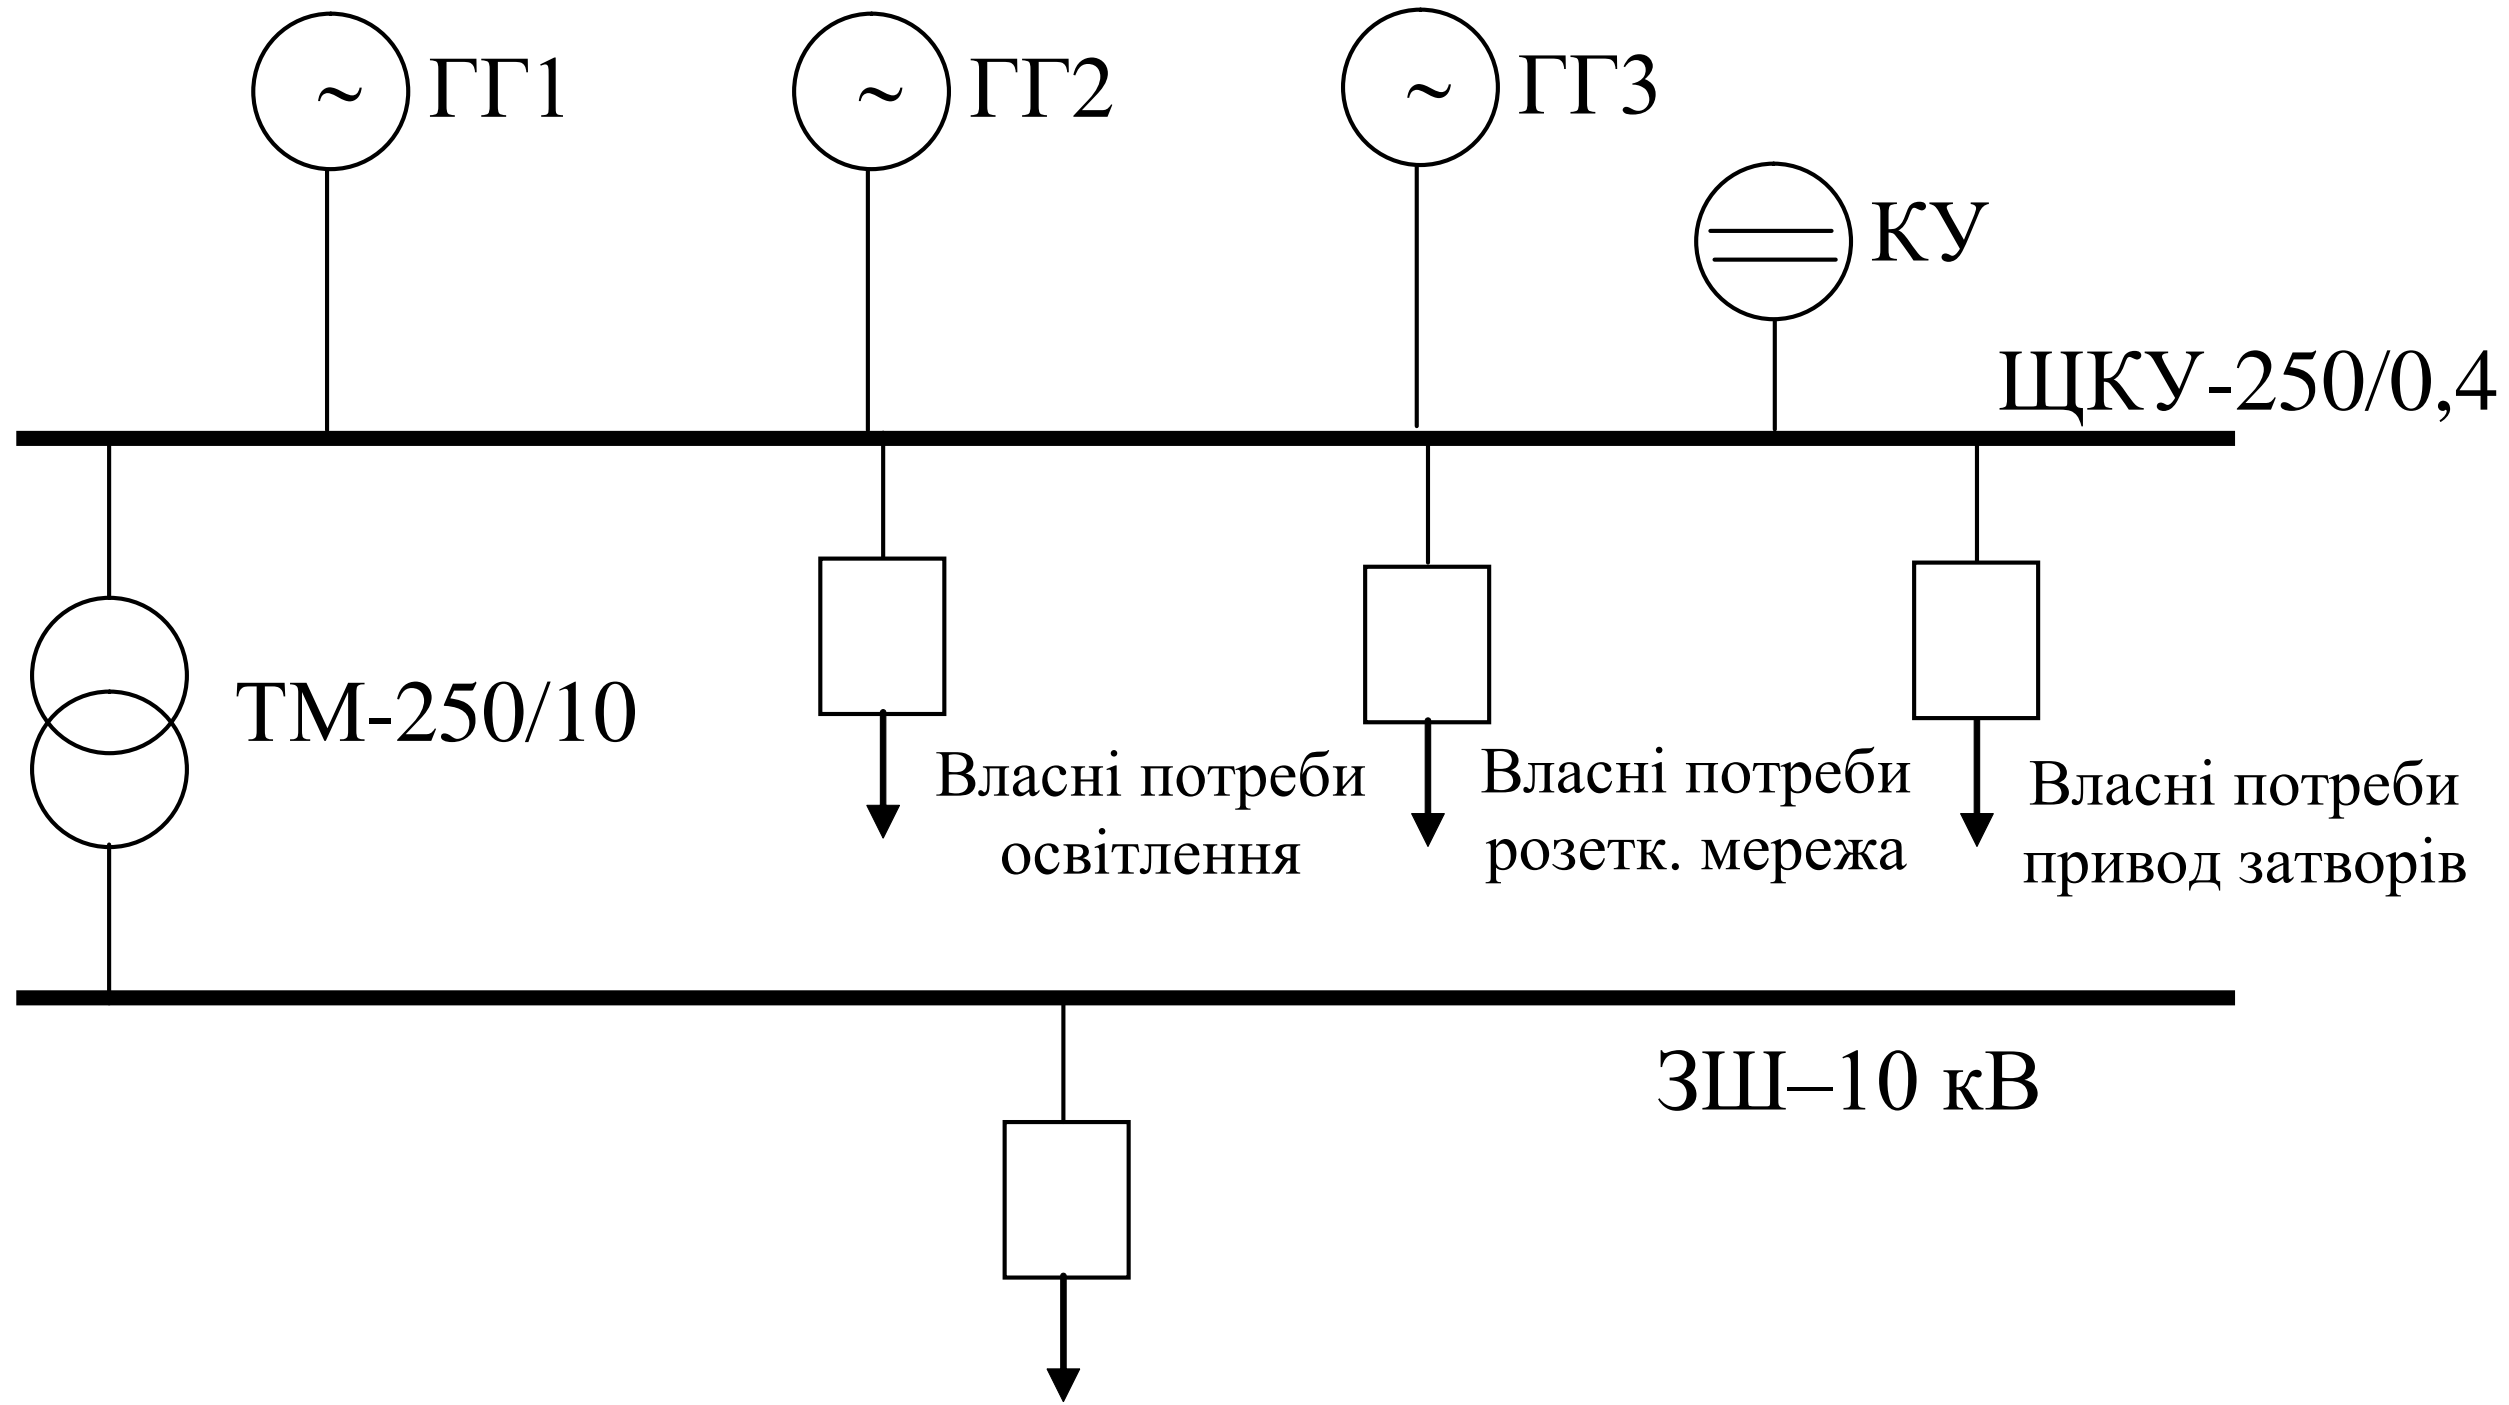 ~ ГГ1
~ ГГ2
~ ГГ3
КУ
ЩКУ-250/0,4
ТМ-250/10
Власні потреби
освітлення
Власні потреби
розпн. мережа
Власні потреби,
привод затворів
ЗШ–10 кВ